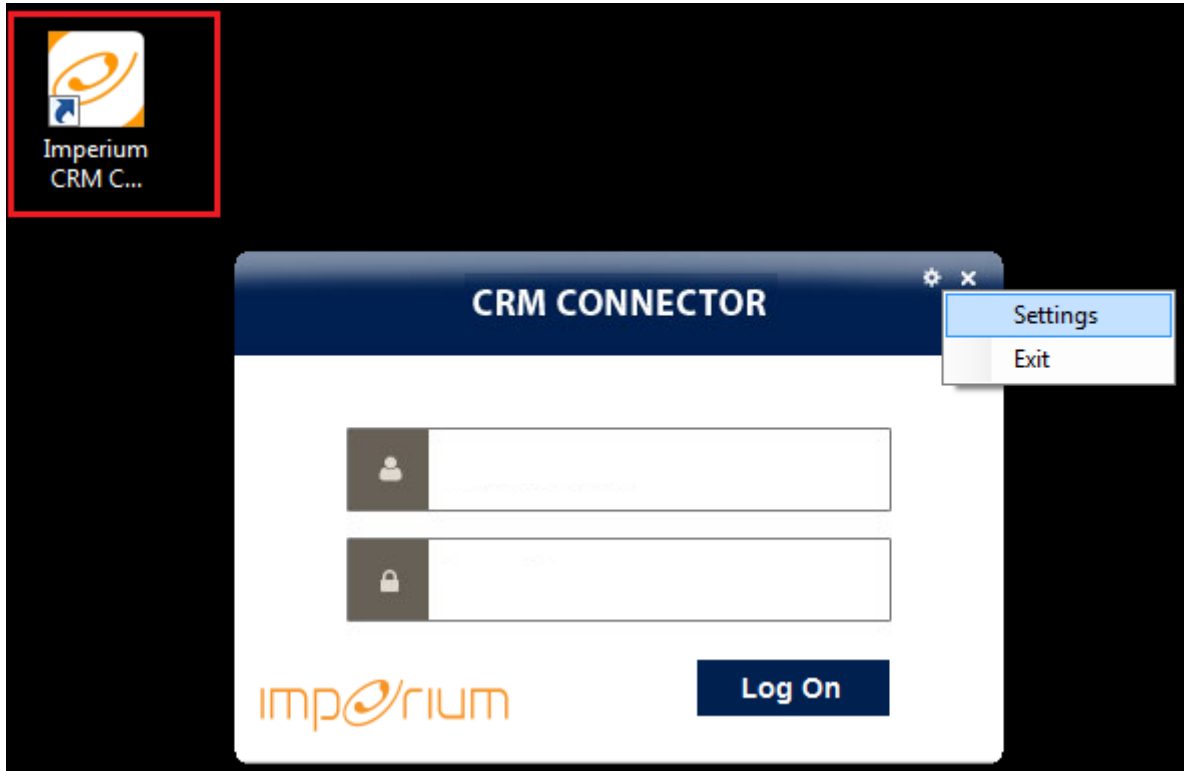 Imperium
CRM C...
CRM CONNECTOR
Settings
Exit
Log On
imperium